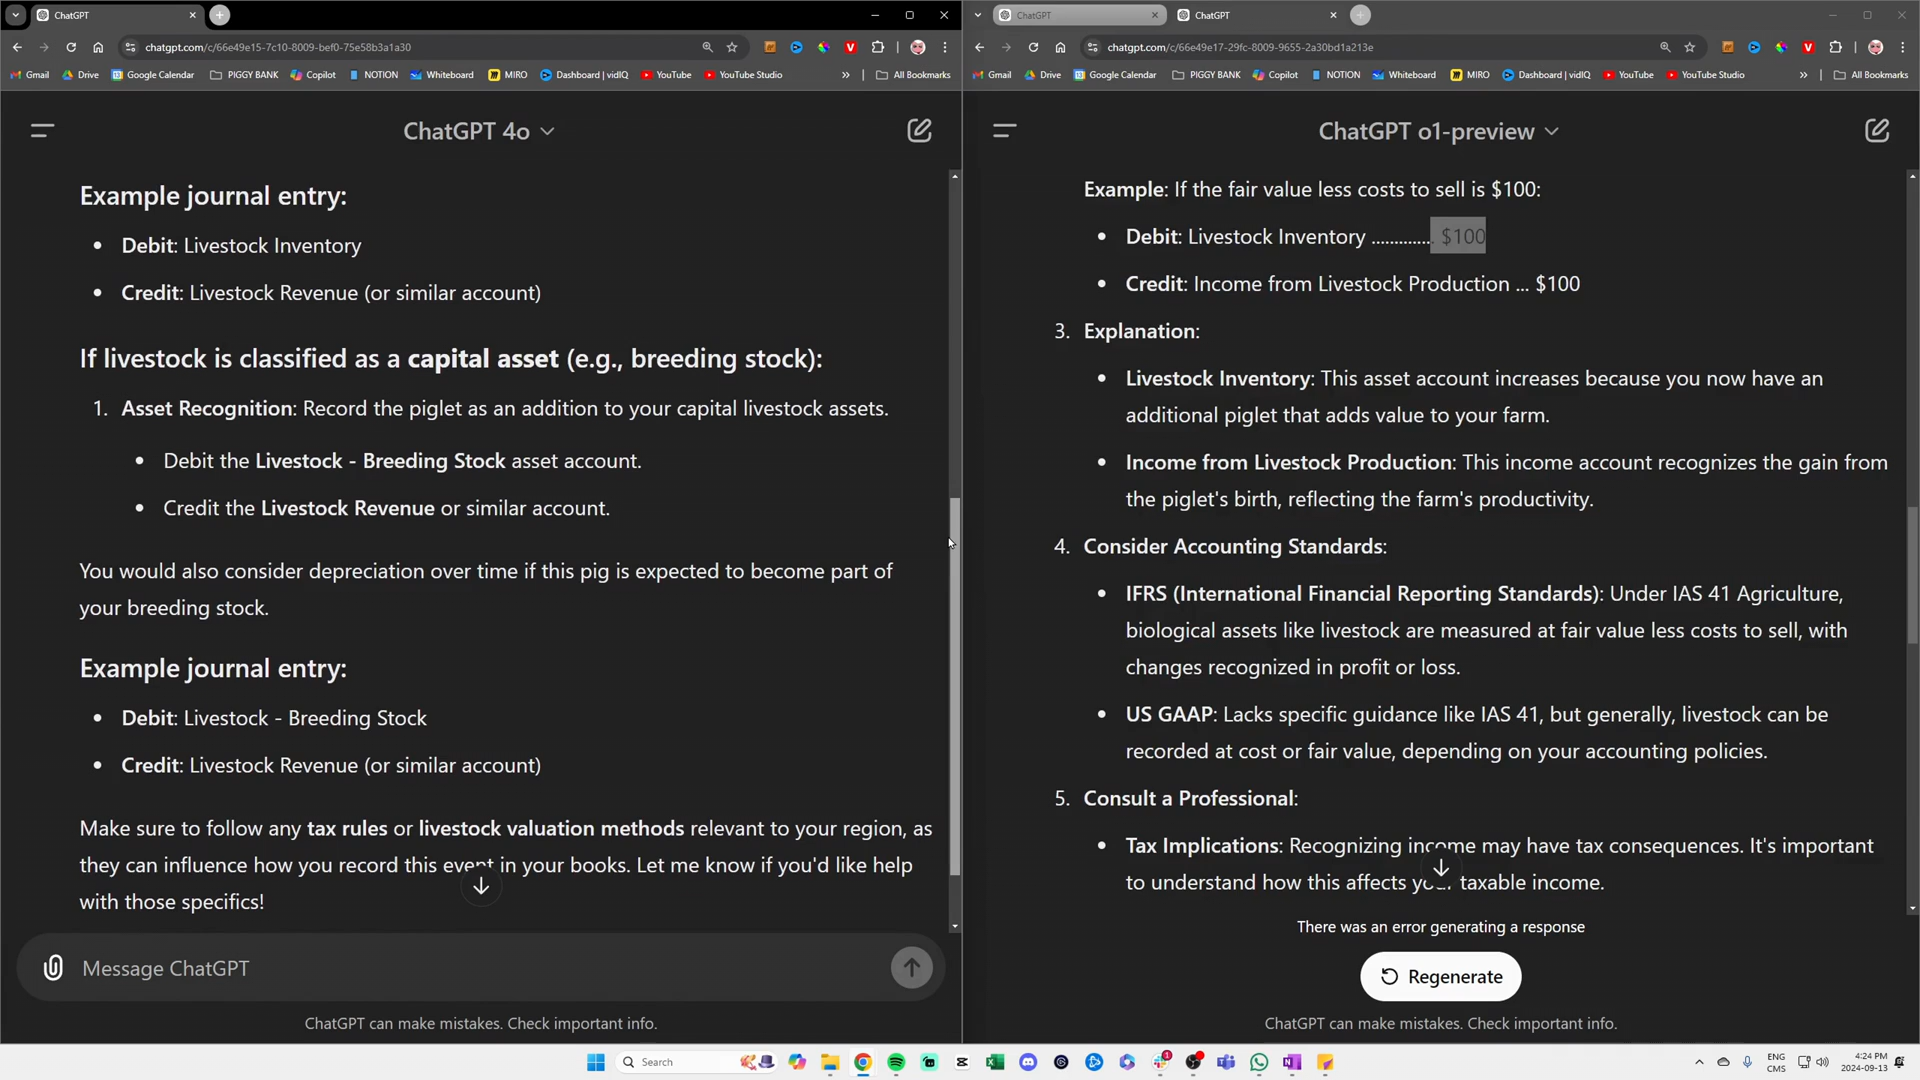 ChatGPT
chatgpt.com/c/66e49e15-7c10-8009-bef0-75e58b3a1a30
Gmail Drive Google Calendar PIGGY BANK Copilot NOTION Whiteboard MIRO Dashboard | vidIQ YouTube YouTube Studio » All Bookmarks
ChatGPT 4o
Example journal entry:
• Debit: Livestock Inventory
• Credit: Livestock Revenue (or similar account)
If livestock is classified as a capital asset (e.g., breeding stock):
1. Asset Recognition: Record the piglet as an addition to your capital livestock assets.
• Debit the Livestock - Breeding Stock asset account.
• Credit the Livestock Revenue or similar account.
You would also consider depreciation over time if this pig is expected to become part of
your breeding stock.
Example journal entry:
• Debit: Livestock - Breeding Stock
• Credit: Livestock Revenue (or similar account)
Make sure to follow any tax rules or livestock valuation methods relevant to your region, as
they can influence how you record this event in your books. Let me know if you'd like help
with those specifics!
Message ChatGPT
ChatGPT can make mistakes. Check important info.
ChatGPT ChatGPT
chatgpt.com/c/66e49e17-29fc-8009-9655-2a30bd1a213e
Gmail Drive Google Calendar PIGGY BANK Copilot NOTION Whiteboard MIRO Dashboard | vidIQ YouTube YouTube Studio » All Bookmarks
ChatGPT o1-preview
Example: If the fair value less costs to sell is $100:
• Debit: Livestock Inventory .............. $100
• Credit: Income from Livestock Production ... $100
3. Explanation:
• Livestock Inventory: This asset account increases because you now have an
additional piglet that adds value to your farm.
• Income from Livestock Production: This income account recognizes the gain from
the piglet's birth, reflecting the farm's productivity.
4. Consider Accounting Standards:
• IFRS (International Financial Reporting Standards): Under IAS 41 Agriculture,
biological assets like livestock are measured at fair value less costs to sell, with
changes recognized in profit or loss.
• US GAAP: Lacks specific guidance like IAS 41, but generally, livestock can be
recorded at cost or fair value, depending on your accounting policies.
5. Consult a Professional:
• Tax Implications: Recognizing income may have tax consequences. It's important
to understand how this affects your taxable income.
There was an error generating a response
Regenerate
ChatGPT can make mistakes. Check important info.
Search
ENG
CMS
4:24 PM
2024-09-13